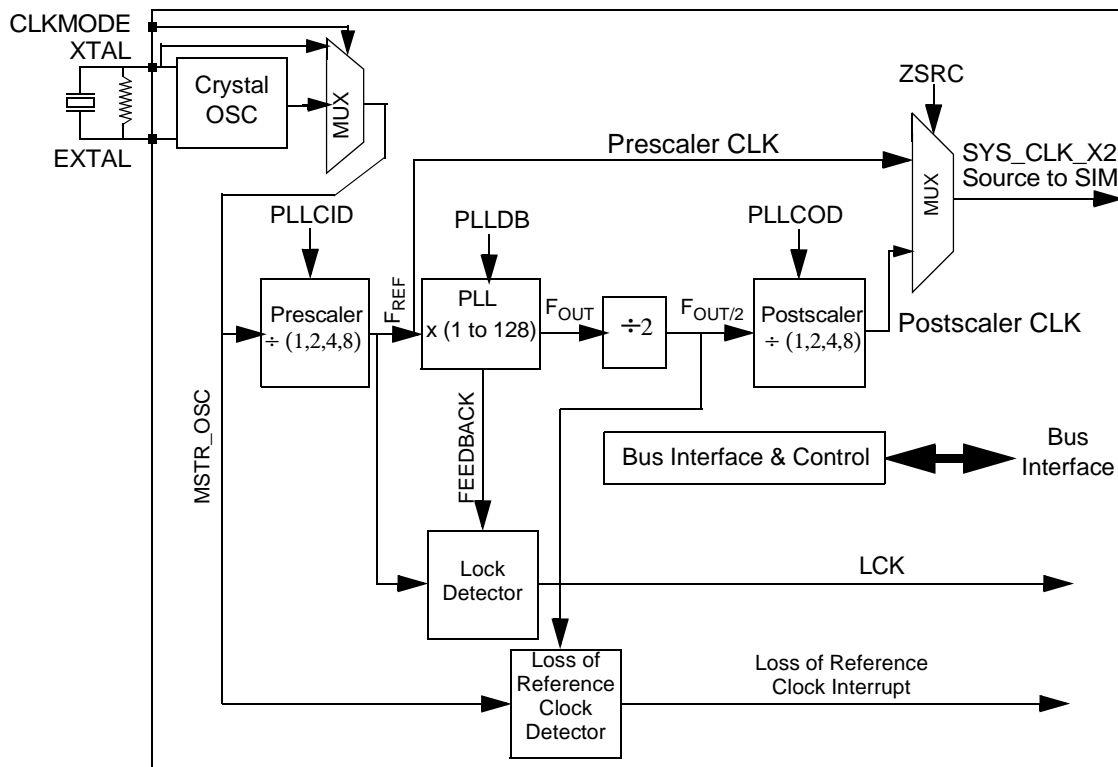 CLKMODE
XTAL
EXTAL
Crystal
OSC
MUX
ZSRC
Prescaler CLK
MUX
SYS_CLK_X2
Source to SIM
PLLCID
PLLDB
PLLCOD
Prescaler
÷ (1,2,4,8)
FREF
PLL
x (1 to 128)
FOUT
÷2
FOUT/2
Postscaler
÷ (1,2,4,8)
Postscaler CLK
MSTR_OSC
FEEDBACK
Bus Interface & Control
Bus
Interface
Lock
Detector
LCK
Loss of
Reference
Clock
Detector
Loss of Reference
Clock Interrupt